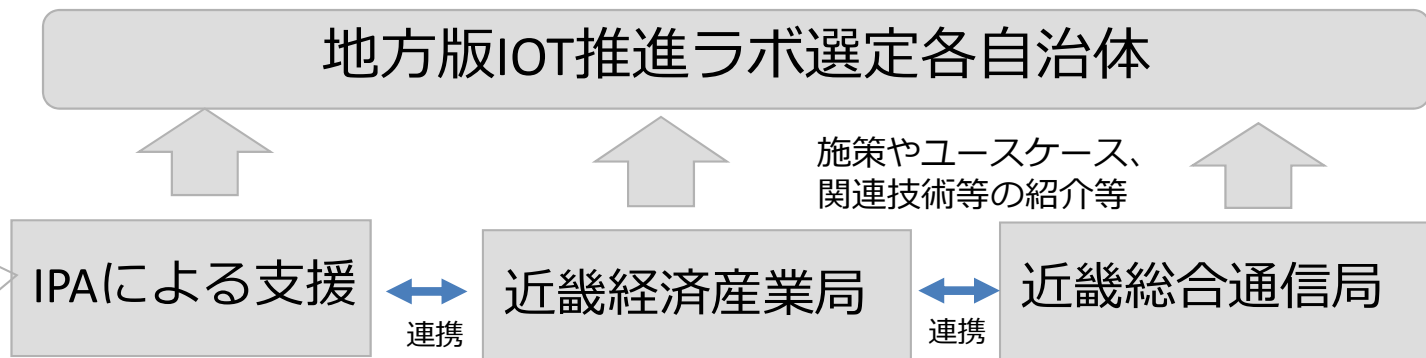 地方版IOT推進ラボ選定各自治体
施策やユースケース、
関連技術等の紹介等
IPAによる支援
連携
近畿経済産業局
連携
近畿総合通信局